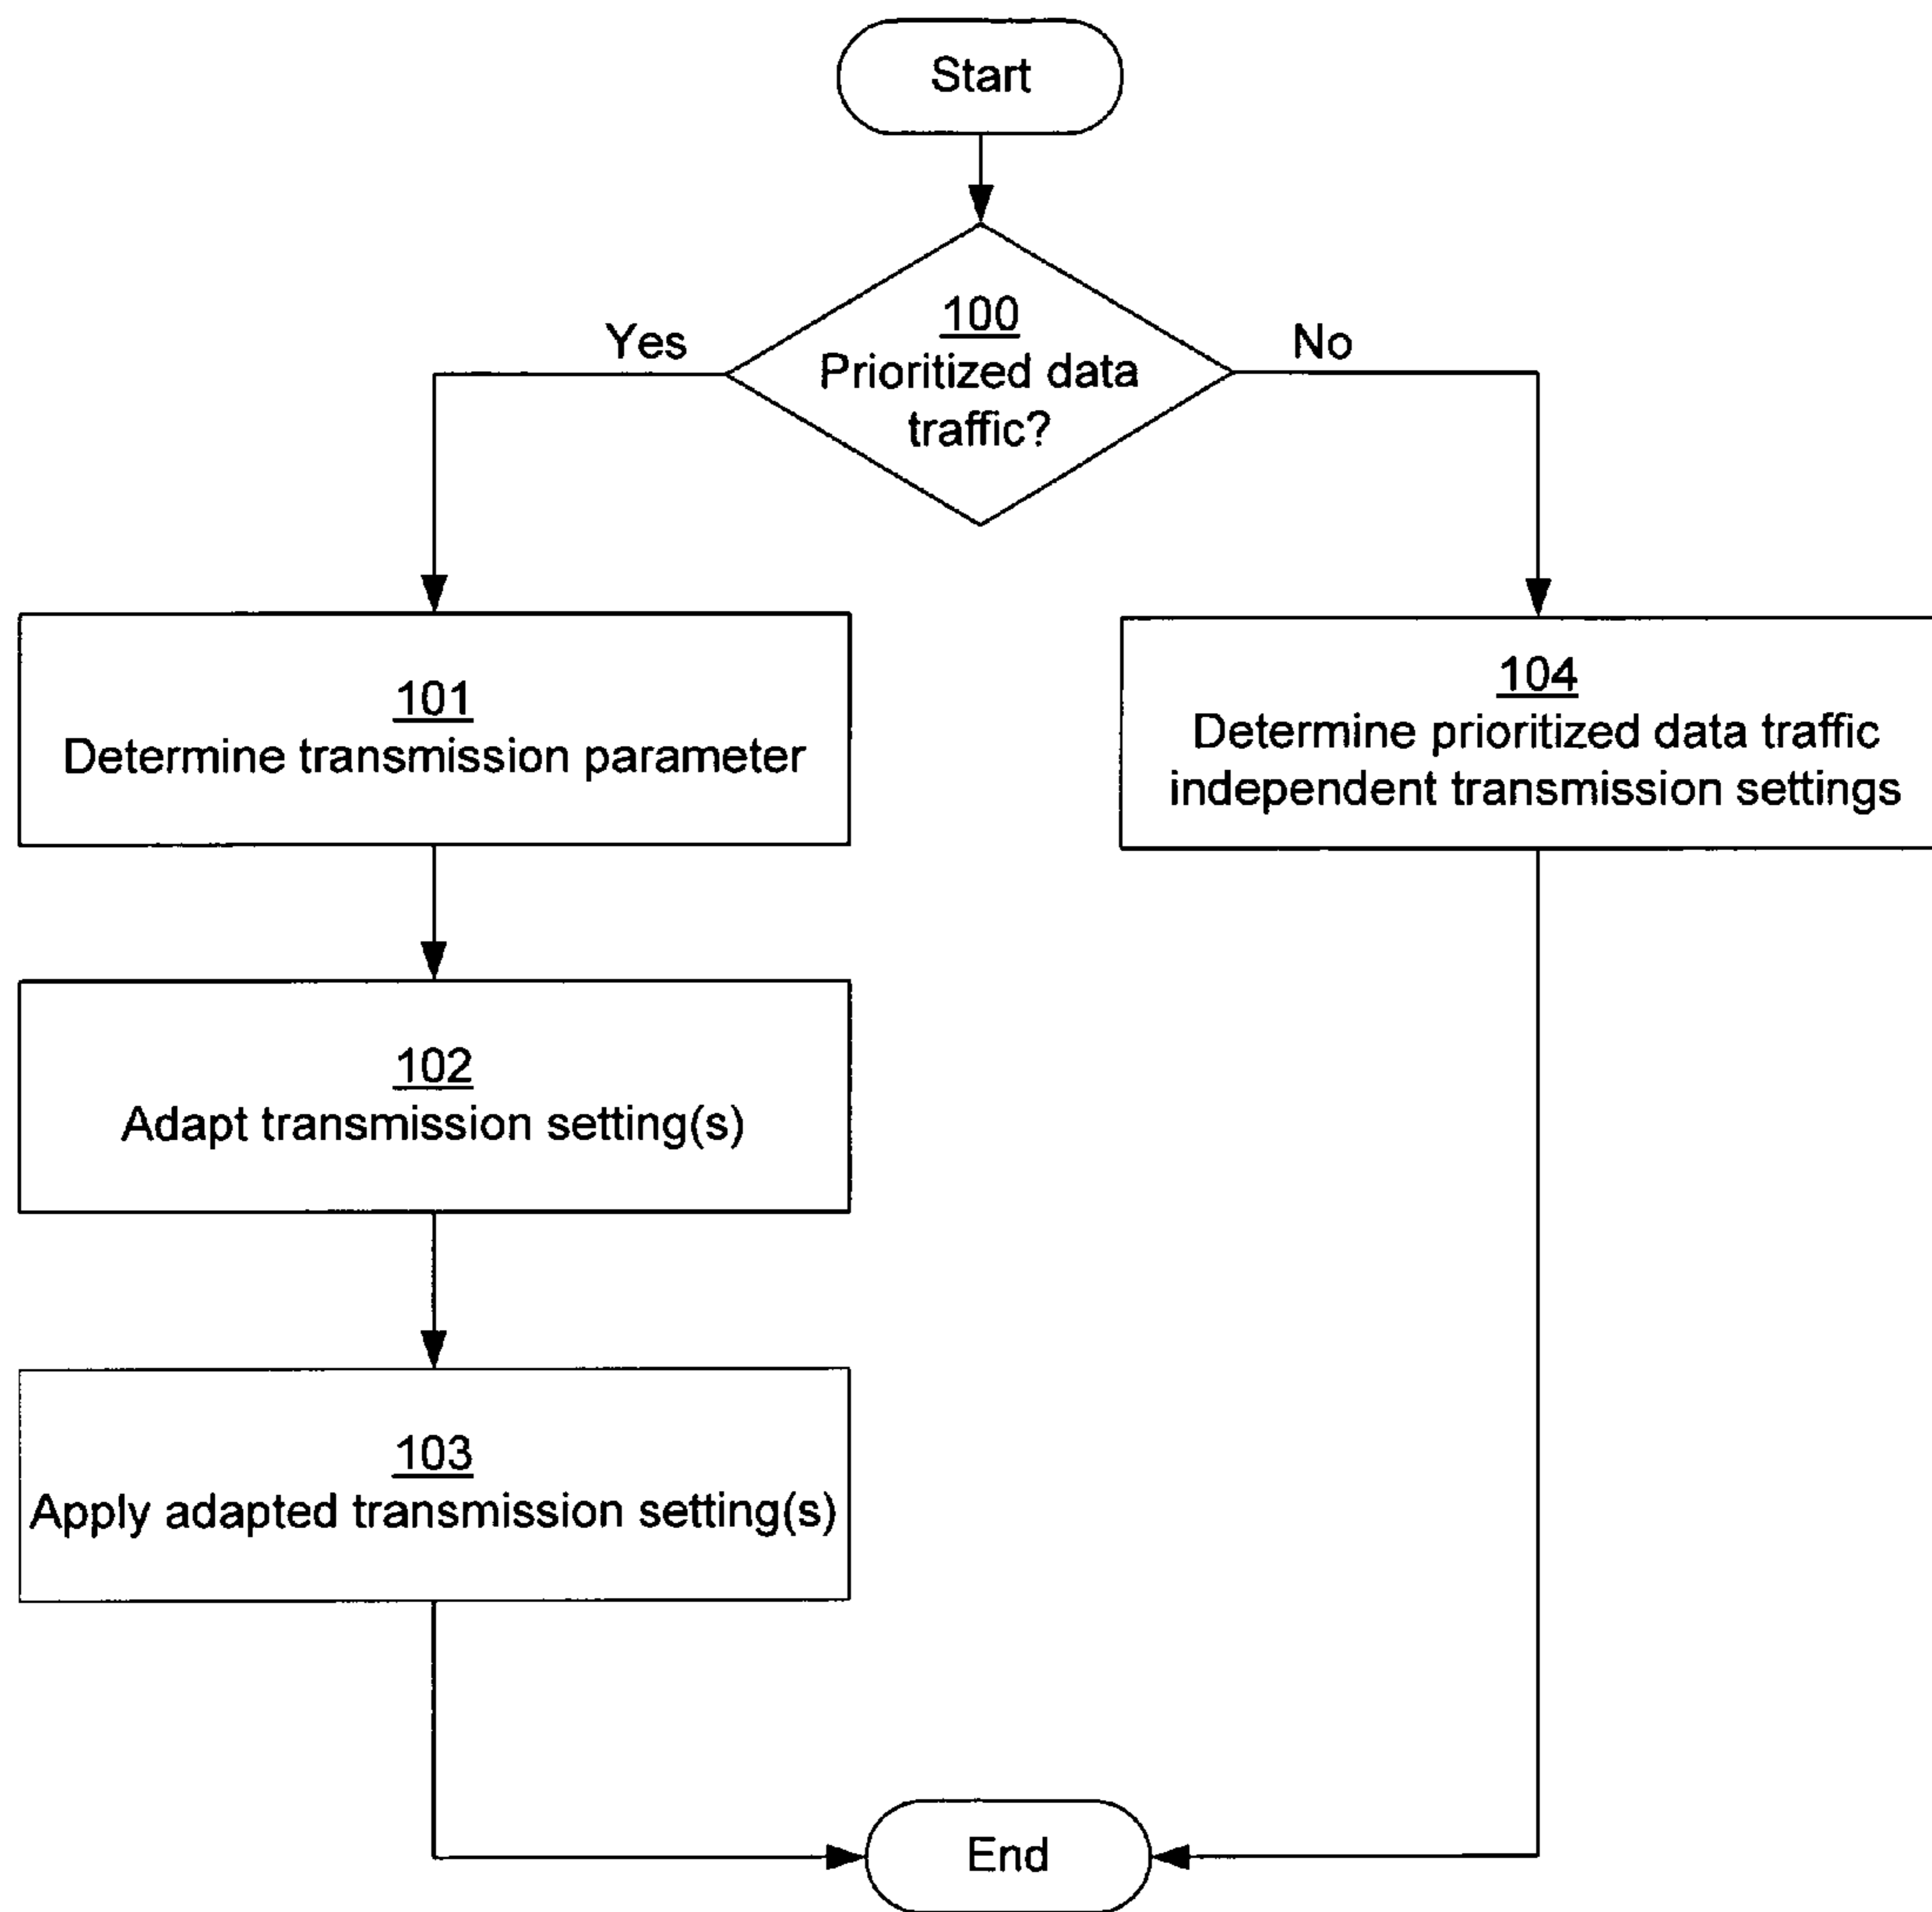 Start
100
Prioritized data
traffic?
Yes
No
101
Determine transmission parameter
104
Determine prioritized data traffic
independent transmission settings
102
Adapt transmission setting(s)
103
Apply adapted transmission setting(s)
End